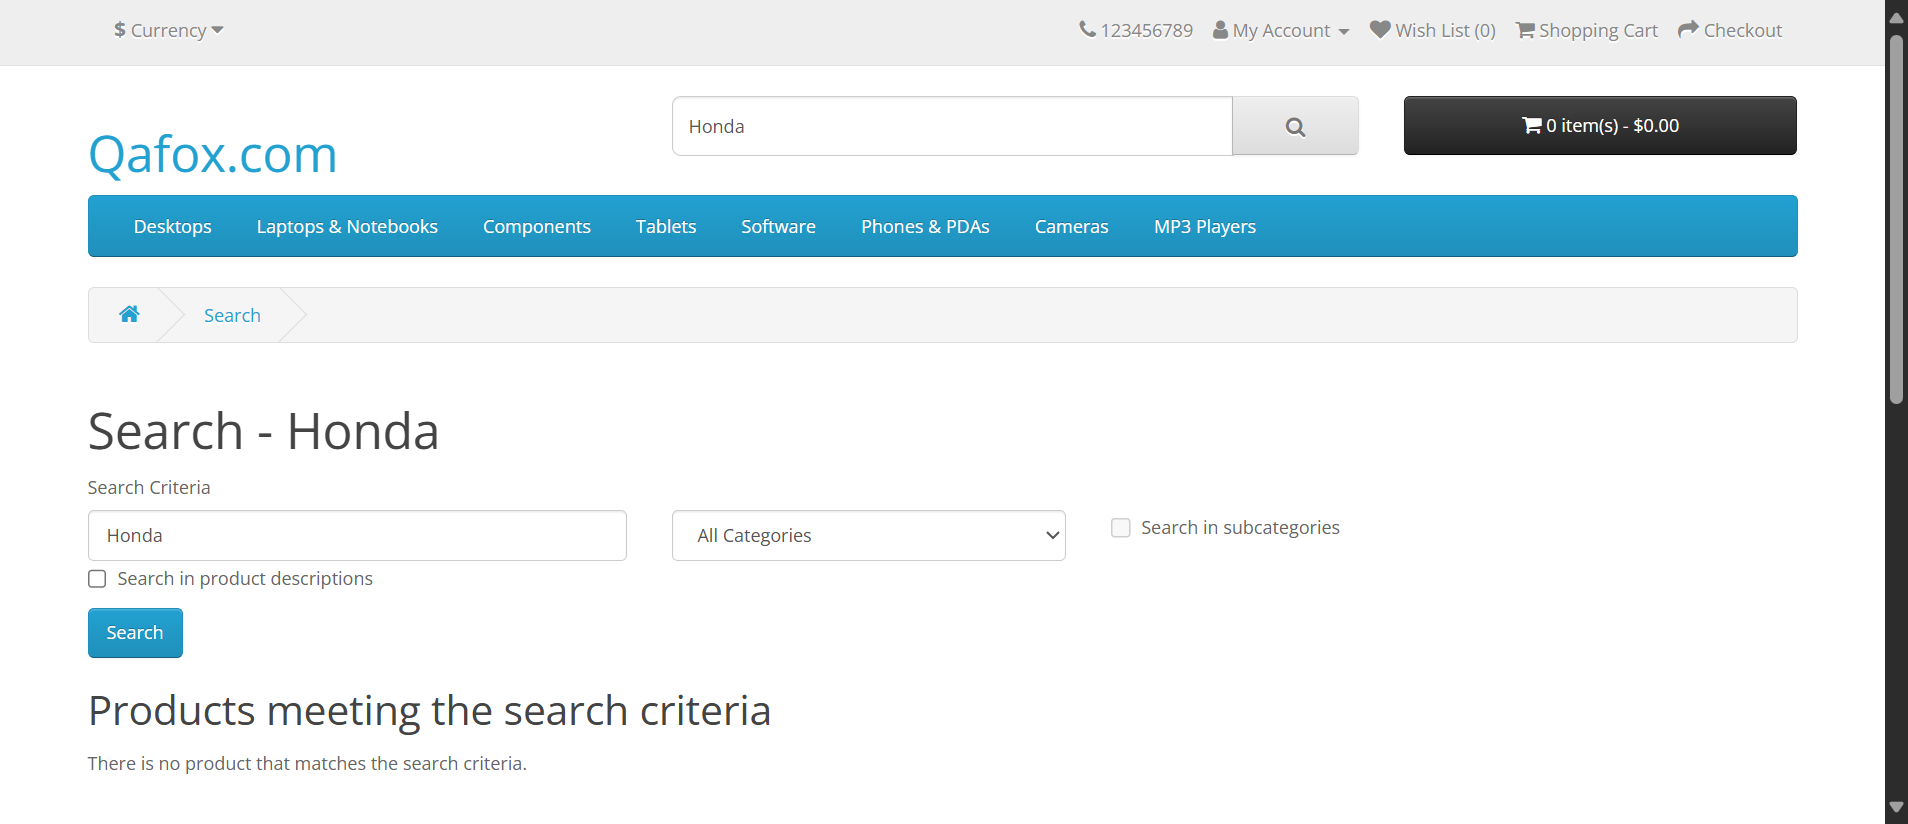 $ Currency
123456789 My Account Wish List (0) Shopping Cart Checkout
Qafox.com
Honda
0 item(s) - $0.00
Desktops Laptops & Notebooks Components Tablets Software Phones & PDAs Cameras MP3 Players
Search
Search - Honda
Search Criteria
Honda
All Categories
Search in subcategories
Search in product descriptions
Search
Products meeting the search criteria
There is no product that matches the search criteria.